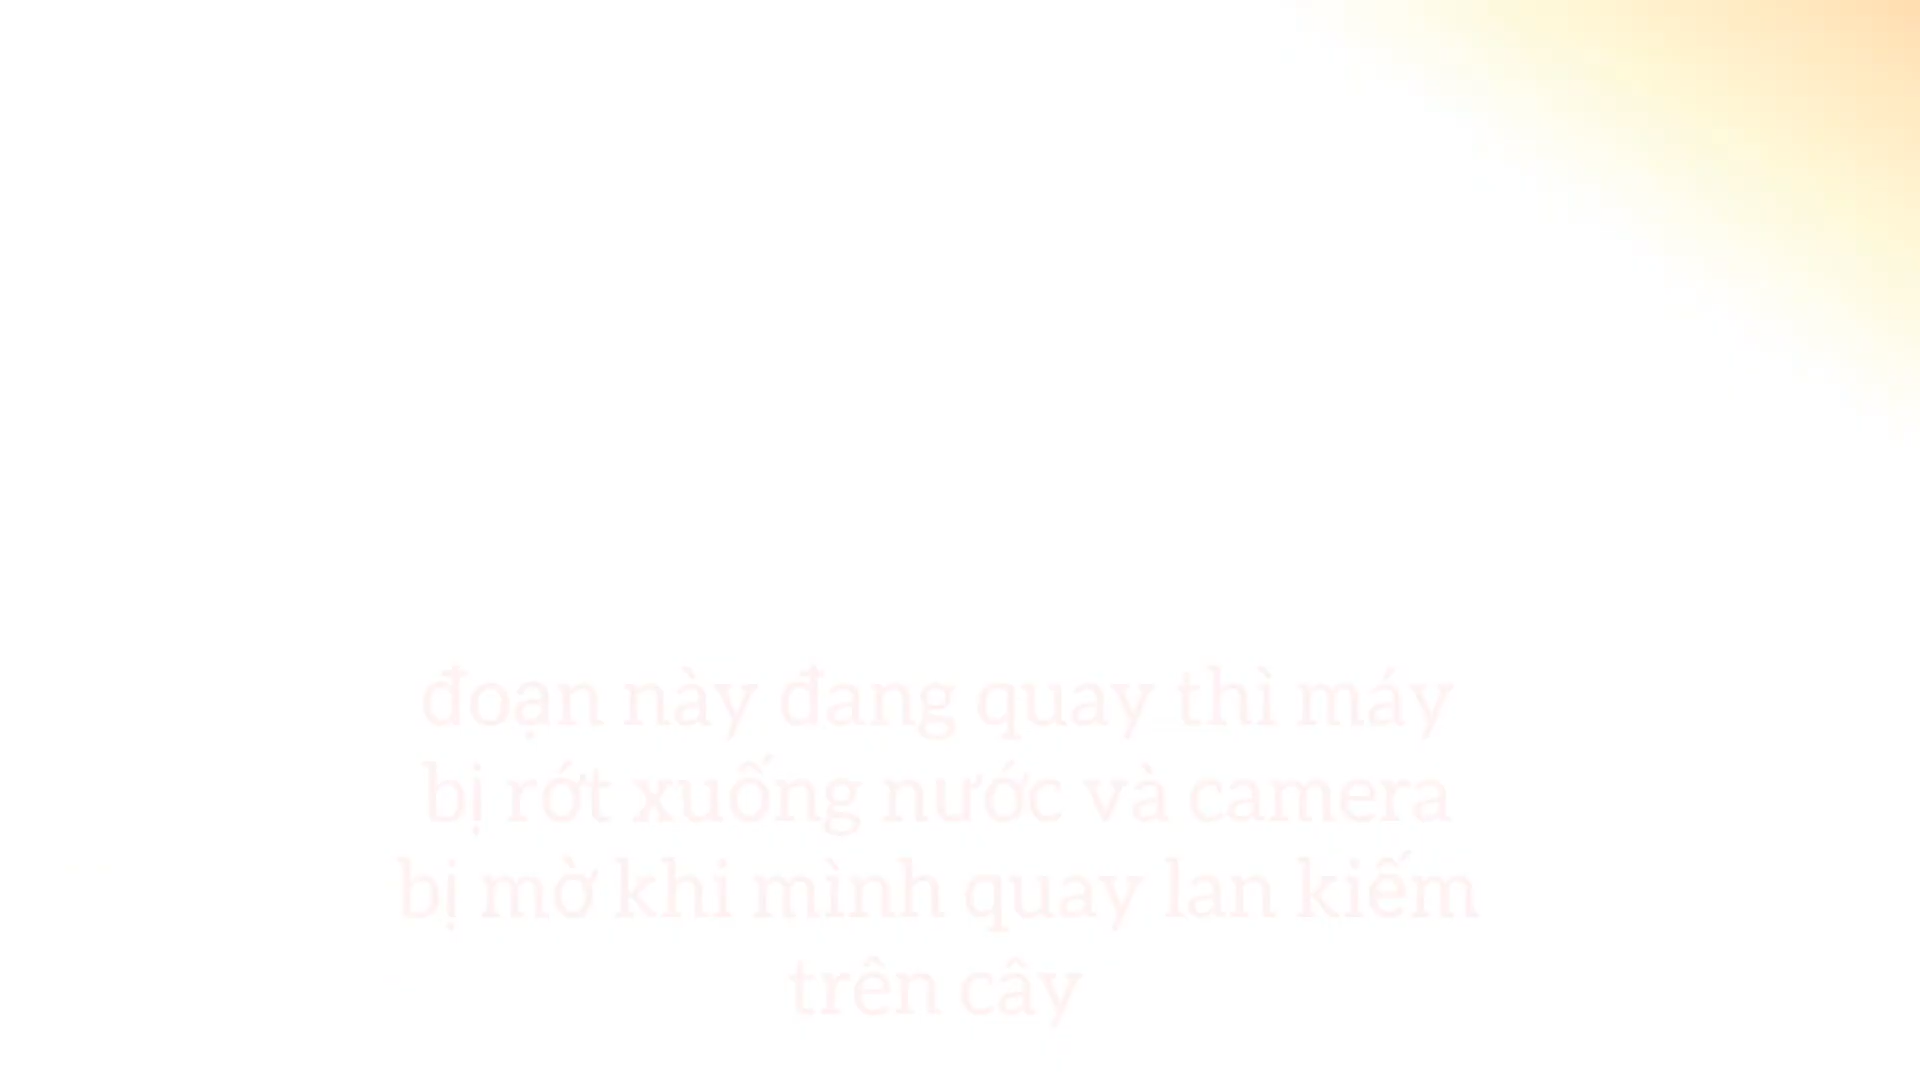 đoạn này đang quay thì máy
bị rớt xuống nước và camera
bị mờ khi mình quay lan kiếm
trên cây